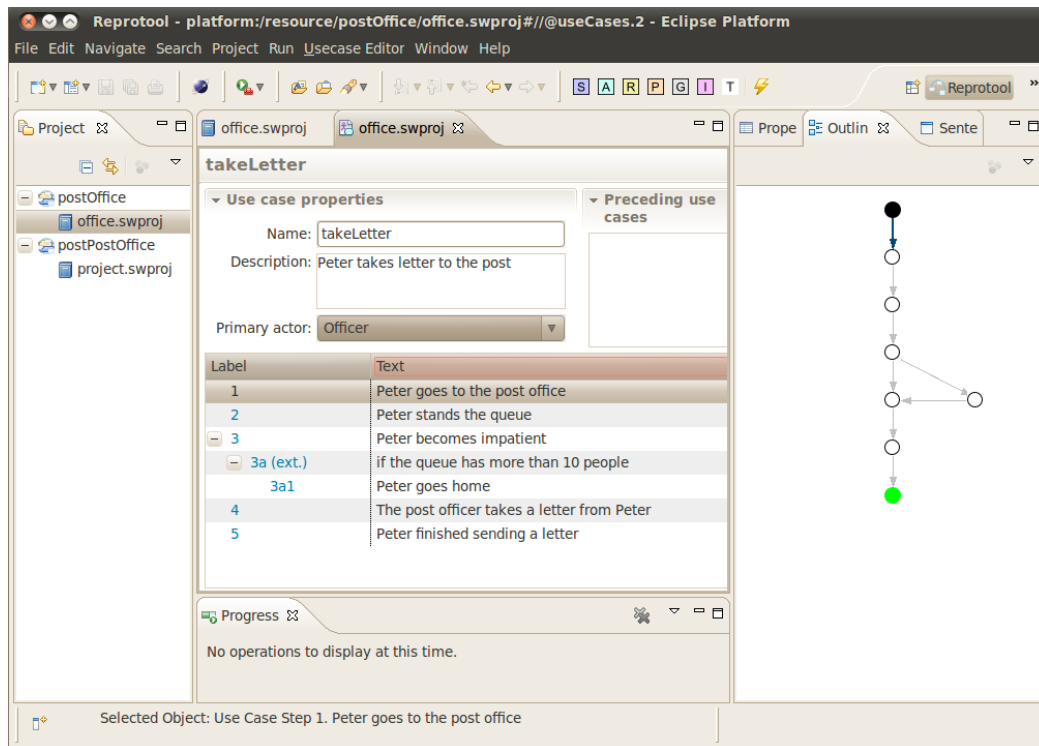 Reprotool - platform:/resource/postOffice/office.swproj#//@useCases.2 - Eclipse Platform
File Edit Navigate Search Project Run Usecase Editor Window Help
S A R P G I T Reprotool »
Project office.swproj office.swproj Prope Outlin Sente
takeLetter
postOffice
office.swproj
postPostOffice
project.swproj
Use case properties
Name: takeLetter
Description: Peter takes letter to the post
Primary actor: Officer
Preceding use
cases
Label Text
1 Peter goes to the post office
2 Peter stands the queue
3 Peter becomes impatient
3a (ext.) if the queue has more than 10 people
3a1 Peter goes home
4 The post officer takes a letter from Peter
5 Peter finished sending a letter
Progress
No operations to display at this time.
Selected Object: Use Case Step 1. Peter goes to the post office